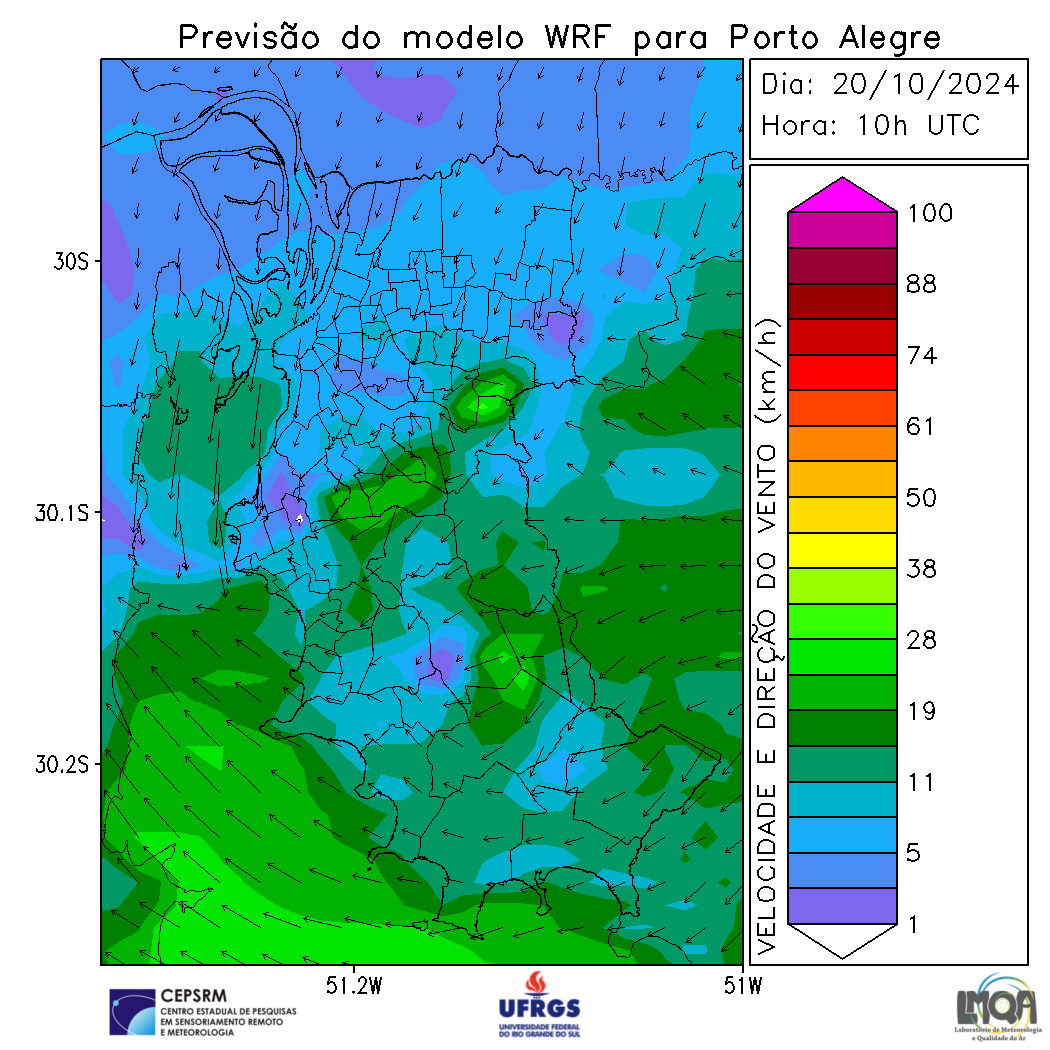 Previsão do modelo WRF para Porto Alegre
Dia: 20/10/2024
Hora: 10h UTC
30S
30.1S
30.2S
51.2W
51W
VELOCIDADE E DIREÇÃO DO VENTO (km/h)
100
88
74
61
50
38
28
19
11
5
1
CEPSRM
CENTRO ESTADUAL DE PESQUISAS
EM SENSORIAMENTO REMOTO
E METEOROLOGIA
UFRGS
UNIVERSIDADE FEDERAL
DO RIO GRANDE DO SUL
LMQA
Laboratório de Meteorologia
e Qualidade do Ar